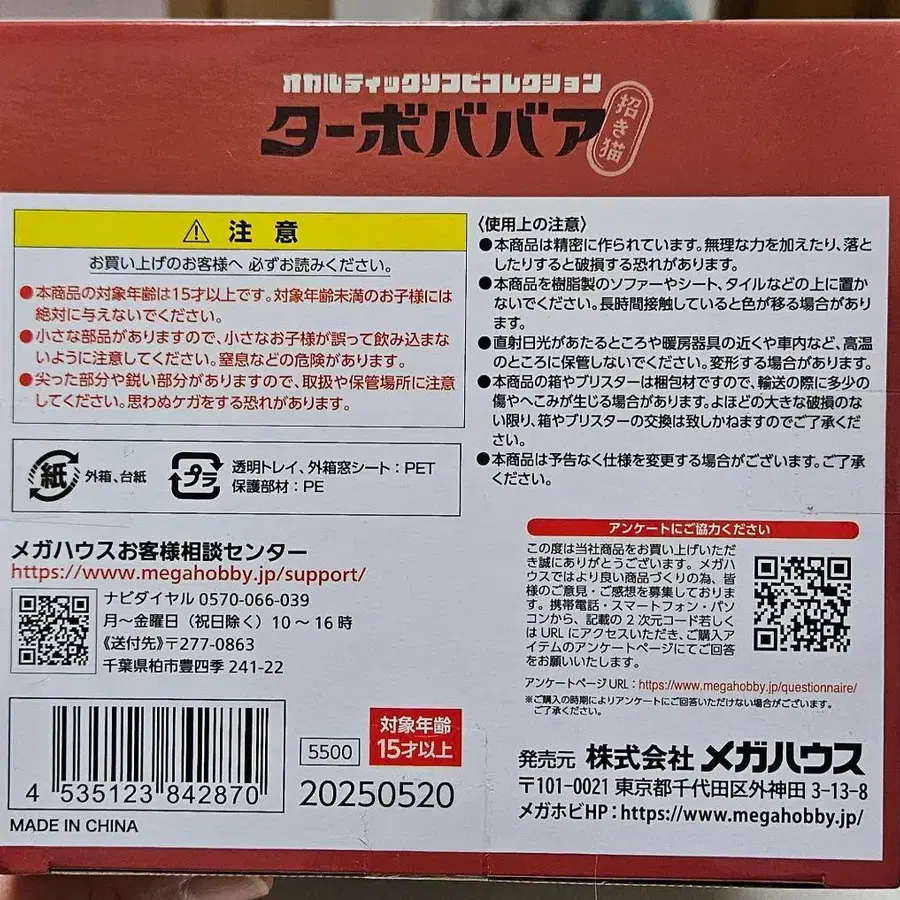 オカルティックソフビコレクション
ターボババア
招き猫
注意
お買い上げのお客様へ 必ずお読みください。
●本商品の対象年齢は15才以上です。対象年齢未満のお子様には
絶対に与えないでください。
●小さな部品がありますので、小さなお子様が誤って飲み込まな
いように注意してください。窒息などの危険があります。
●尖った部分や鋭い部分がありますので、取扱や保管場所に注意
してください。思わぬケガをする恐れがあります。
紙
外箱、台紙
プラ
透明トレイ、外箱窓シート：PET
保護部材：PE
メガハウスお客様相談センター
https://www.megahobby.jp/support/
ナビダイヤル 0570-066-039
月～金曜日（祝日除く）10～16時
《送付先》〒277-0863
千葉県柏市豊四季 241-22
4 535123 842870
MADE IN CHINA
5500
対象年齢
15才以上
20250520
〈使用上の注意〉
●本商品は精密に作られています。無理な力を加えたり、落と
したりすると破損する恐れがあります。
●本商品を樹脂製のソファーやシート、タイルなどの上に置か
ないでください。長時間接触していると色が移る場合がありま
す。
●直射日光があたるところや暖房器具の近くや車内など、高温
のところに保管しないでください。変形する場合があります。
●本商品の箱やブリスターは梱包材ですので、輸送の際に多少の
傷やへこみが生じる場合があります。よほどの大きな破損のな
い限り、箱やブリスターの交換は致しかねますのでご了承くだ
さい。
●本商品は予告なく仕様を変更する場合がございます。ご了承
ください。
アンケートにご協力ください
この度は当社商品をお買い上げいただ
き誠にありがとうございます。メガハ
ウスではより良い商品づくりの為、皆
様のご意見・ご感想を募集しておりま
す。携帯電話・スマートフォン・パソ
コンから、記載の2次元コード若しく
はURLにアクセスいただき、ご購入ア
イテムのアンケートページにてご回答
をお願いいたします。
アンケートページURL：https://www.megahobby.jp/questionnaire/
※ご購入の時期によりアンケートにご回答いただけない場合がございます。
ご了承ください。
発売元 株式会社 メガハウス
〒101-0021 東京都千代田区外神田 3-13-8
メガホビHP：https://www.megahobby.jp/